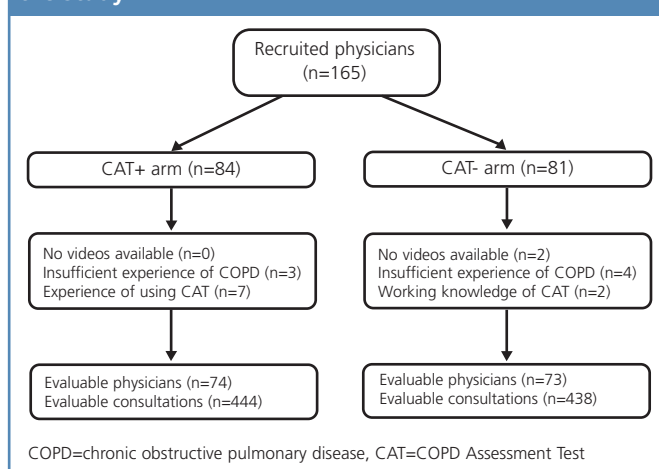 Recruited physicians
(n=165)
CAT+ arm (n=84)
CAT- arm (n=81)
No videos available (n=0)
Insufficient experience of COPD (n=3)
Experience of using CAT (n=7)
No videos available (n=2)
Insufficient experience of COPD (n=4)
Working knowledge of CAT (n=2)
Evaluable physicians (n=74)
Evaluable consultations (n=444)
Evaluable physicians (n=73)
Evaluable consultations (n=438)
COPD=chronic obstructive pulmonary disease, CAT=COPD Assessment Test